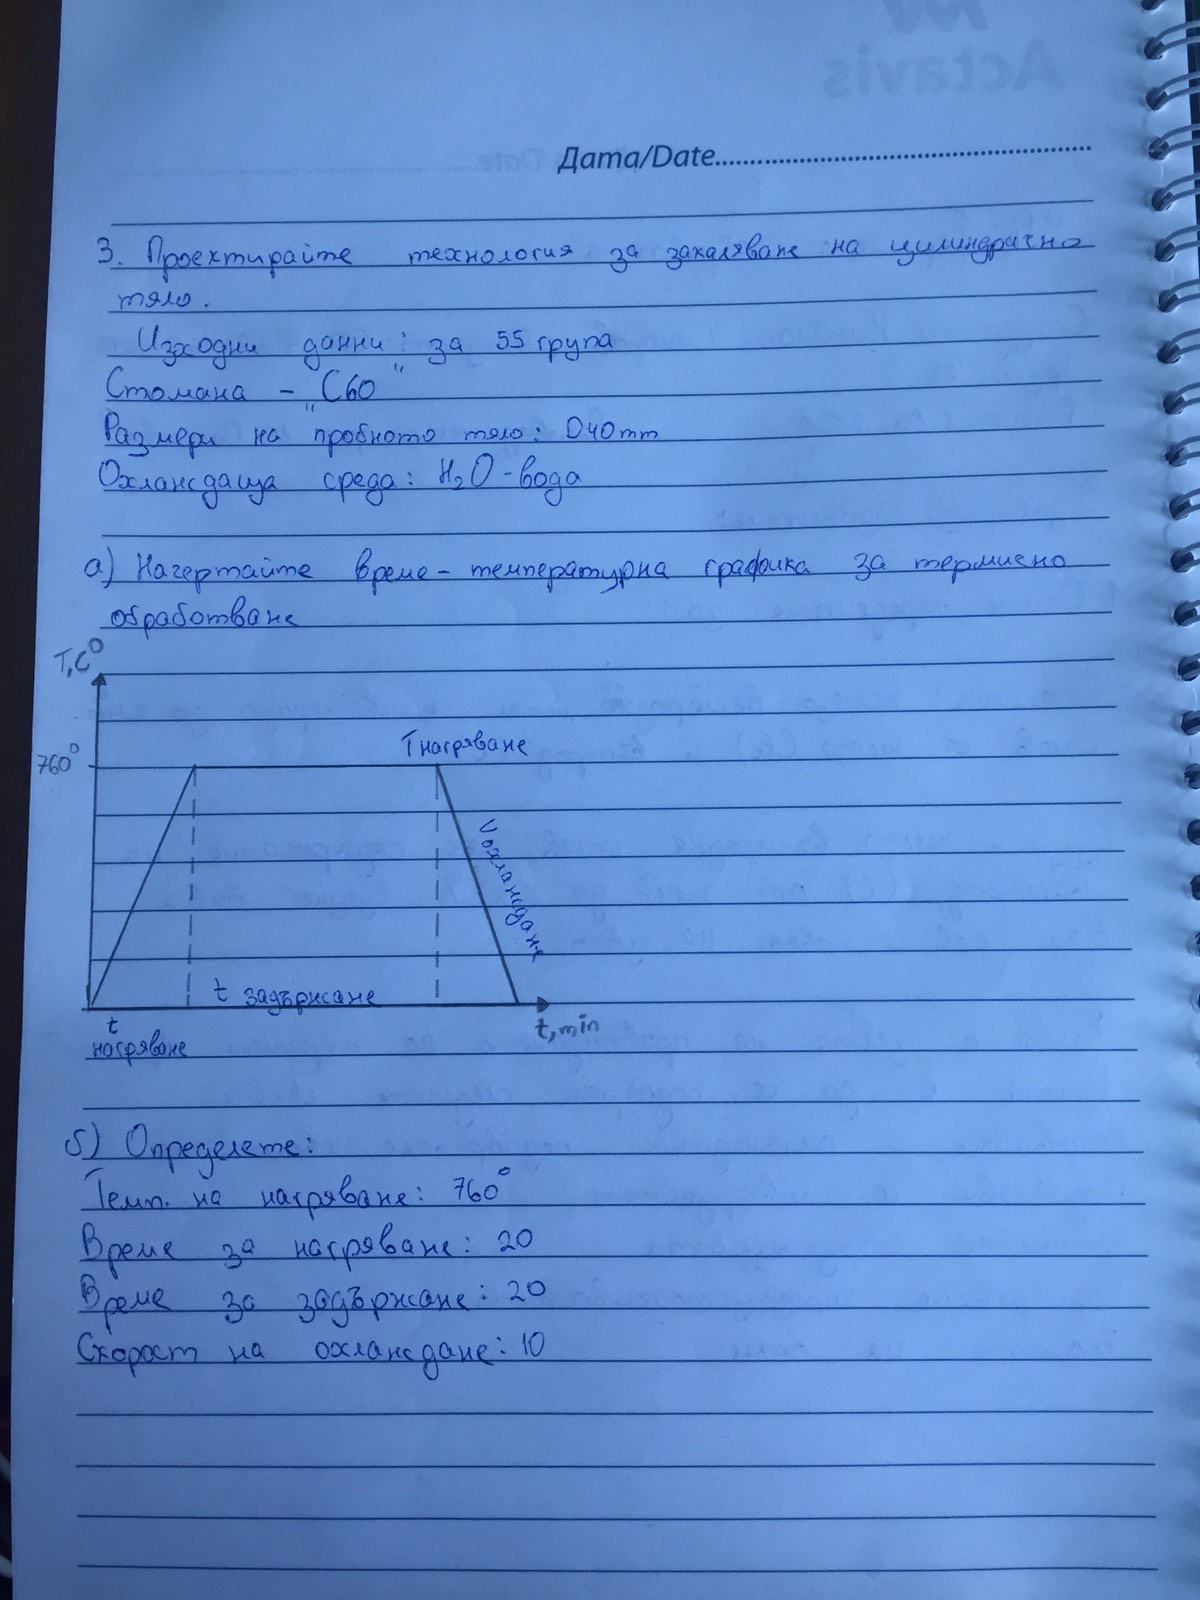 Actavis
Дата/Date
3. Проектирайте технология за закаляване на цилиндрично
тяло.
Изходни данни: за 55 група
Стомана - "C60"
Размери на пробното тяло: D40mm
Охлаждаща среда: H₂O - вода
а) Начертайте време-температурна графика за термично
обработване
T,C°
760°
Tнагряване
Vохлаждане
t задържане
t
нагряване
t, min
б) Определете:
Темп. на нагряване: 760°
Време за нагряване: 20
Време за задържане: 20
Скорост на охлаждане: 10